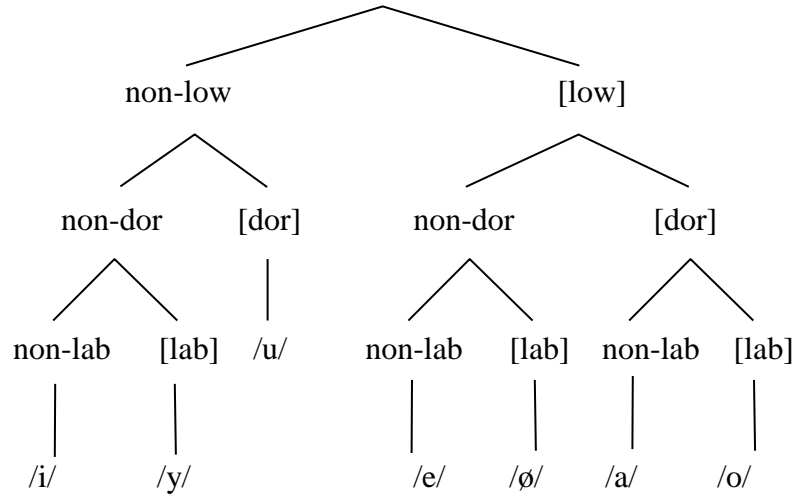 non-low [low]
non-dor [dor] non-dor [dor]
non-lab [lab] /u/ non-lab [lab] non-lab [lab]
/i/ /y/ /e/ /ø/ /a/ /o/